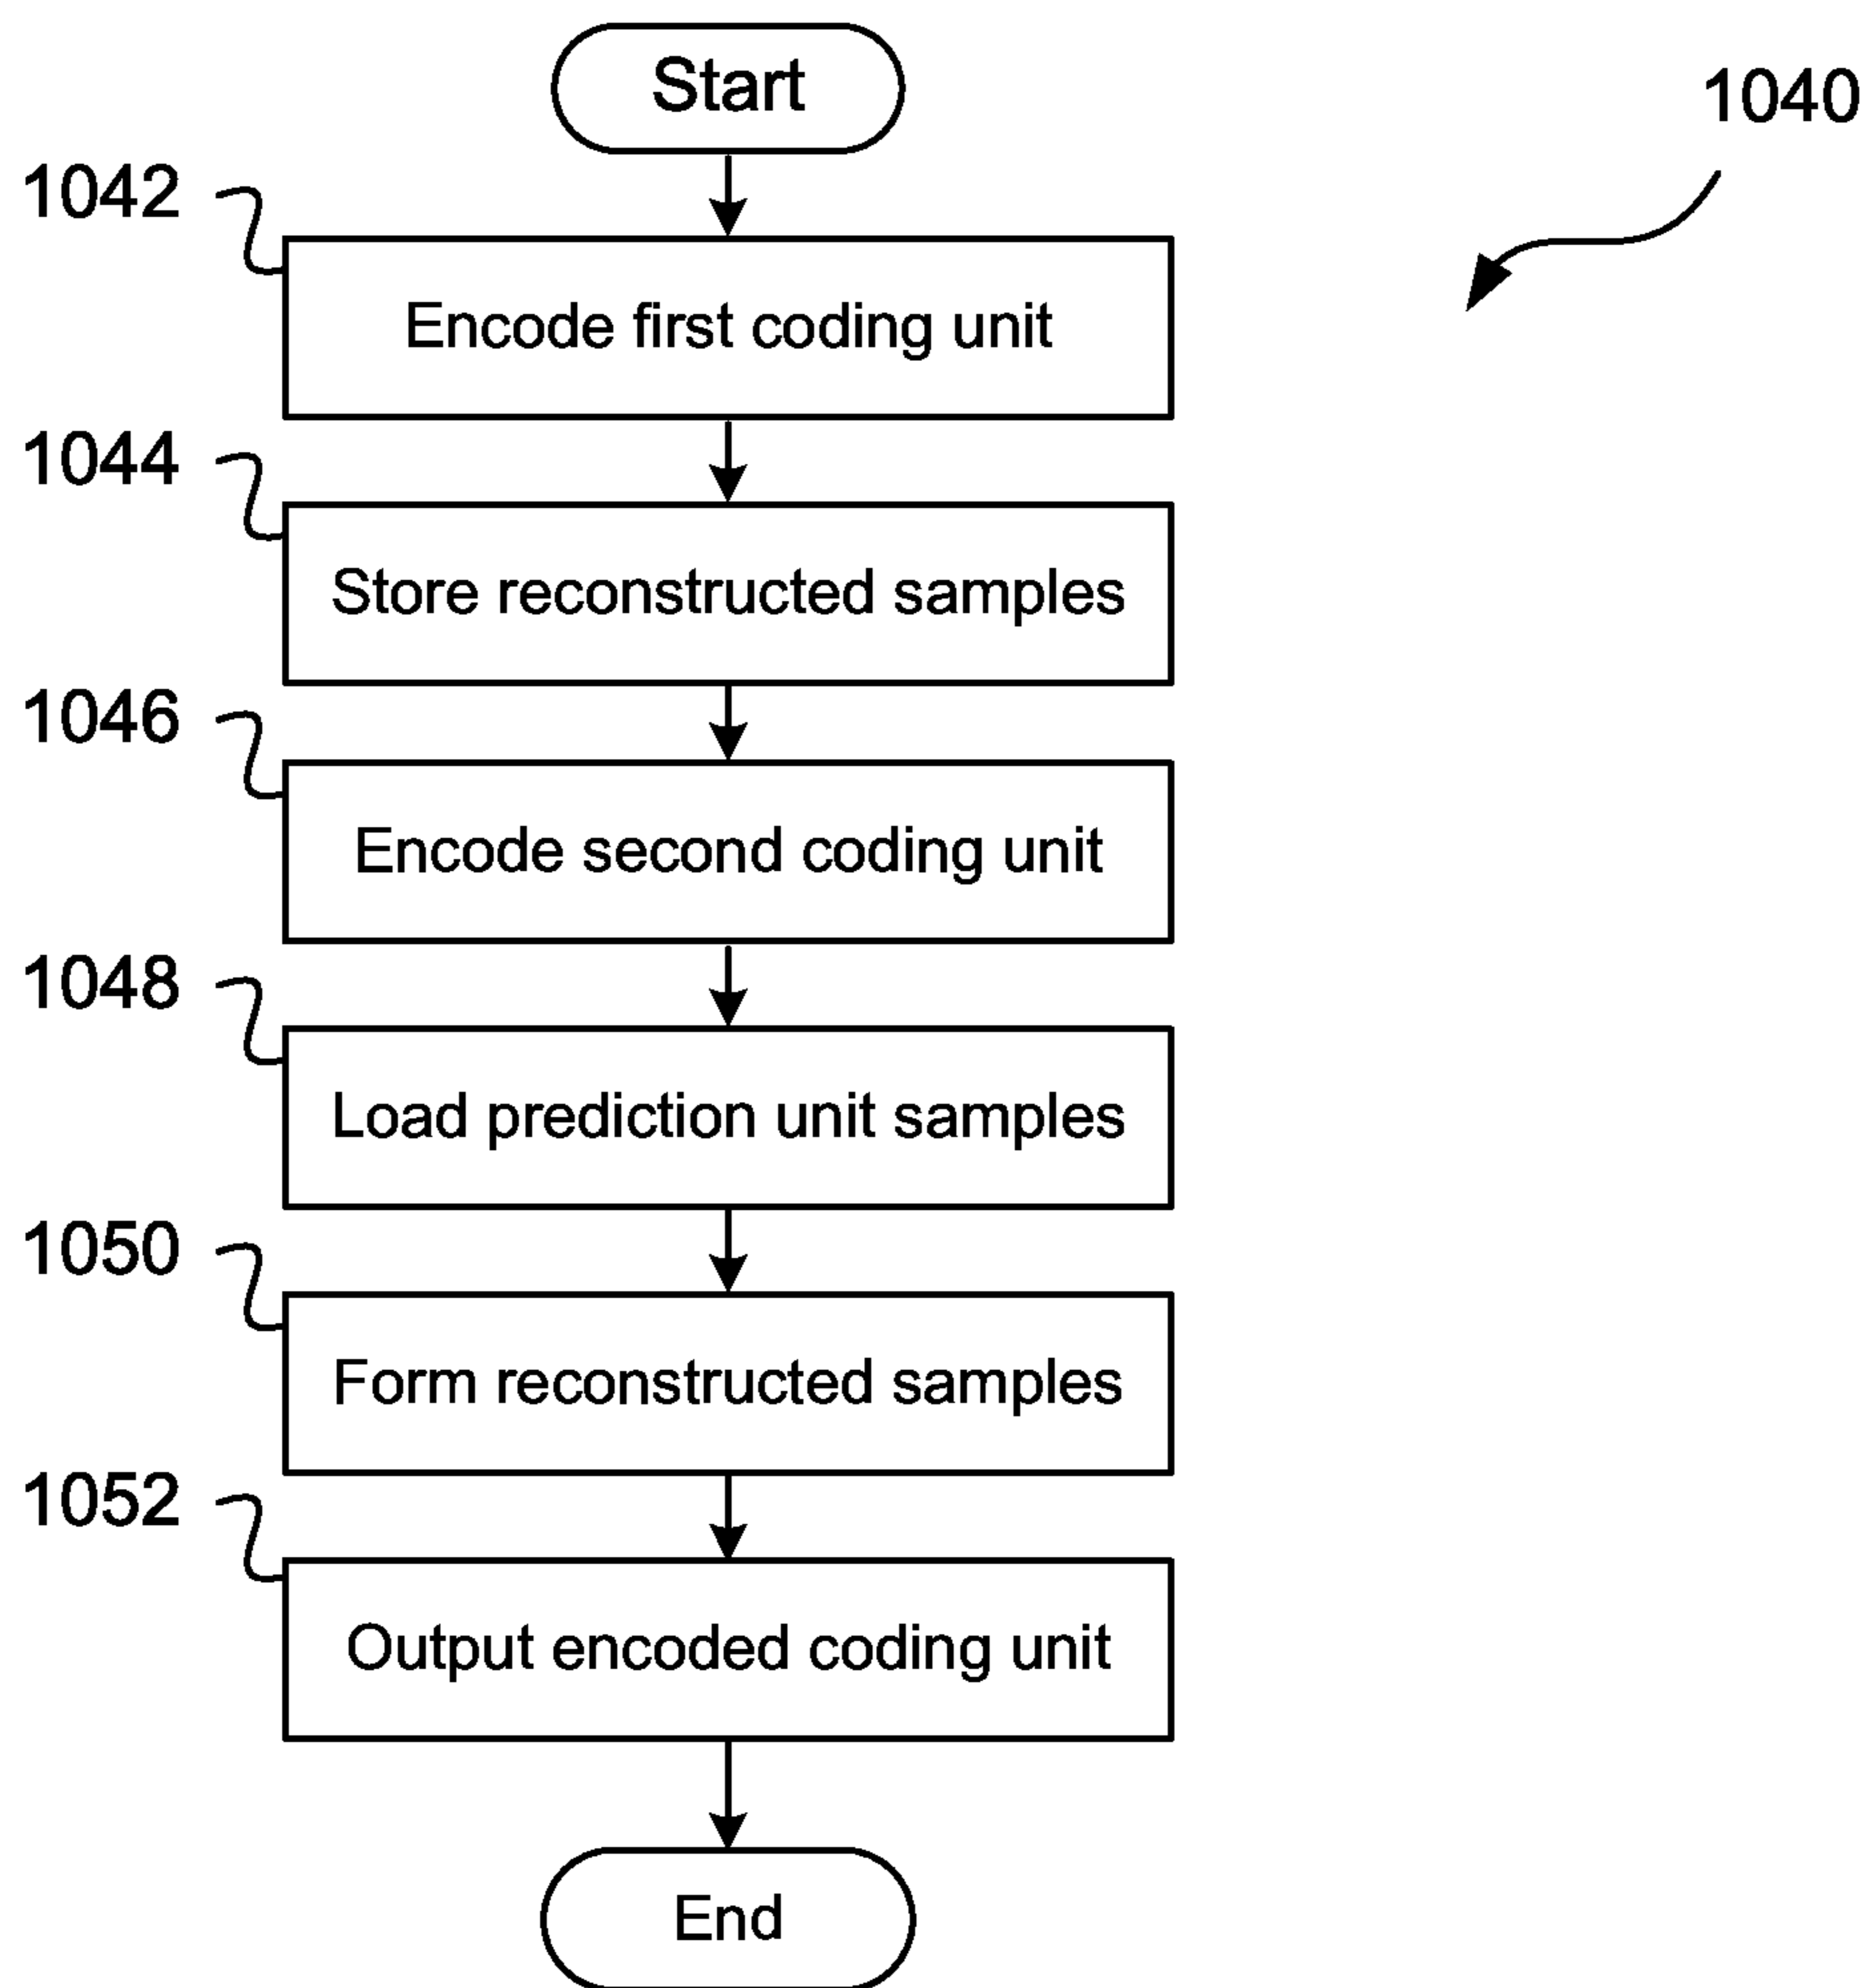 Start
1040
1042
Encode first coding unit
1044
Store reconstructed samples
1046
Encode second coding unit
1048
Load prediction unit samples
1050
Form reconstructed samples
1052
Output encoded coding unit
End